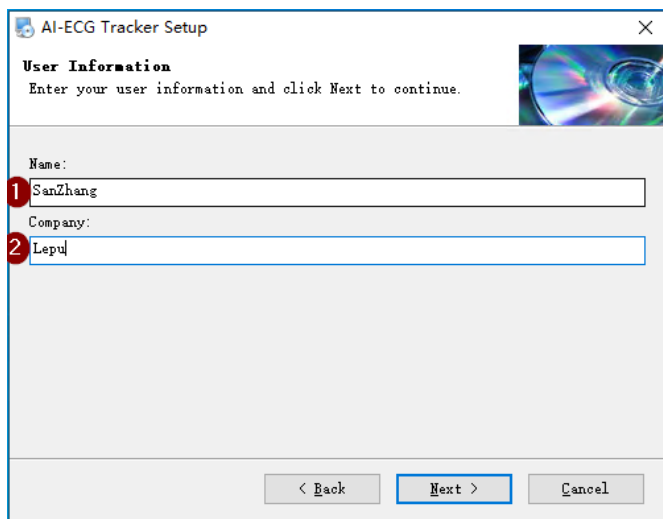 AI-ECG Tracker Setup
User Information
Enter your user information and click Next to continue.
Name:
1 SanZhang
Company:
2 Lepu
< Back Next > Cancel